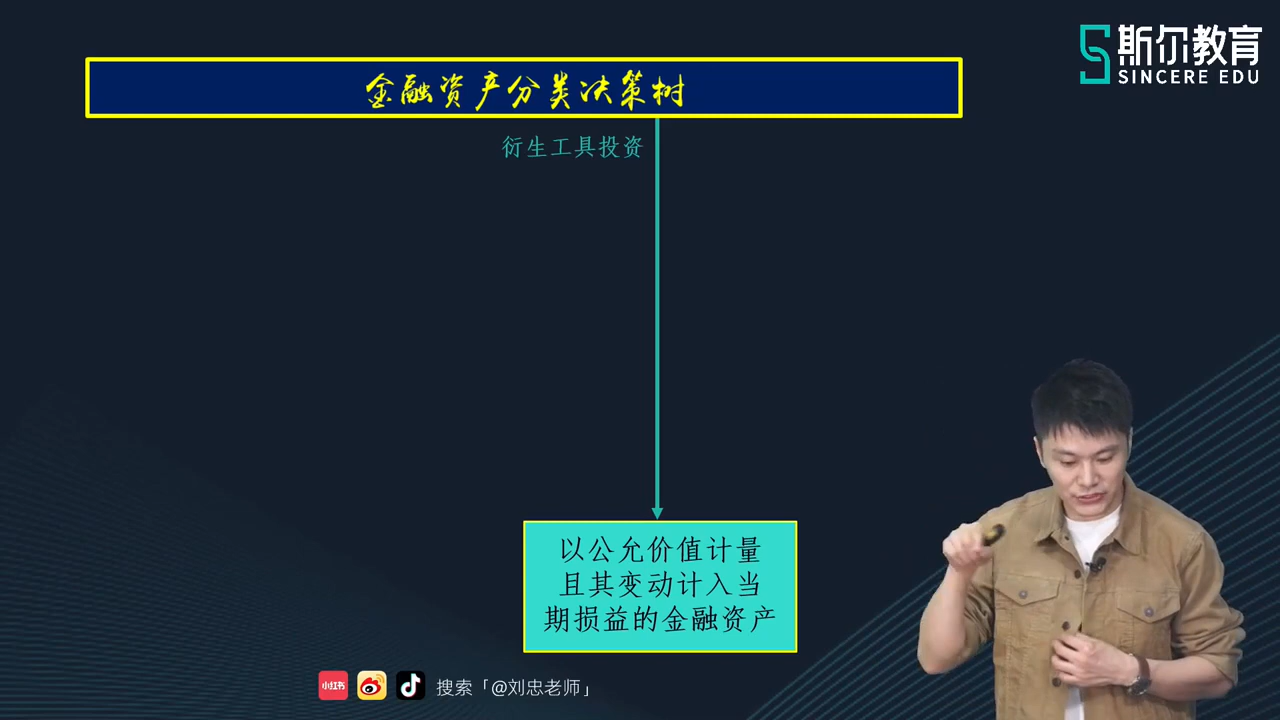 斯尔教育
SINCERE EDU
金融资产分类决策树
衍生工具投资
以公允价值计量
且其变动计入当
期损益的金融资产
小红书
搜索「@刘忠老师」